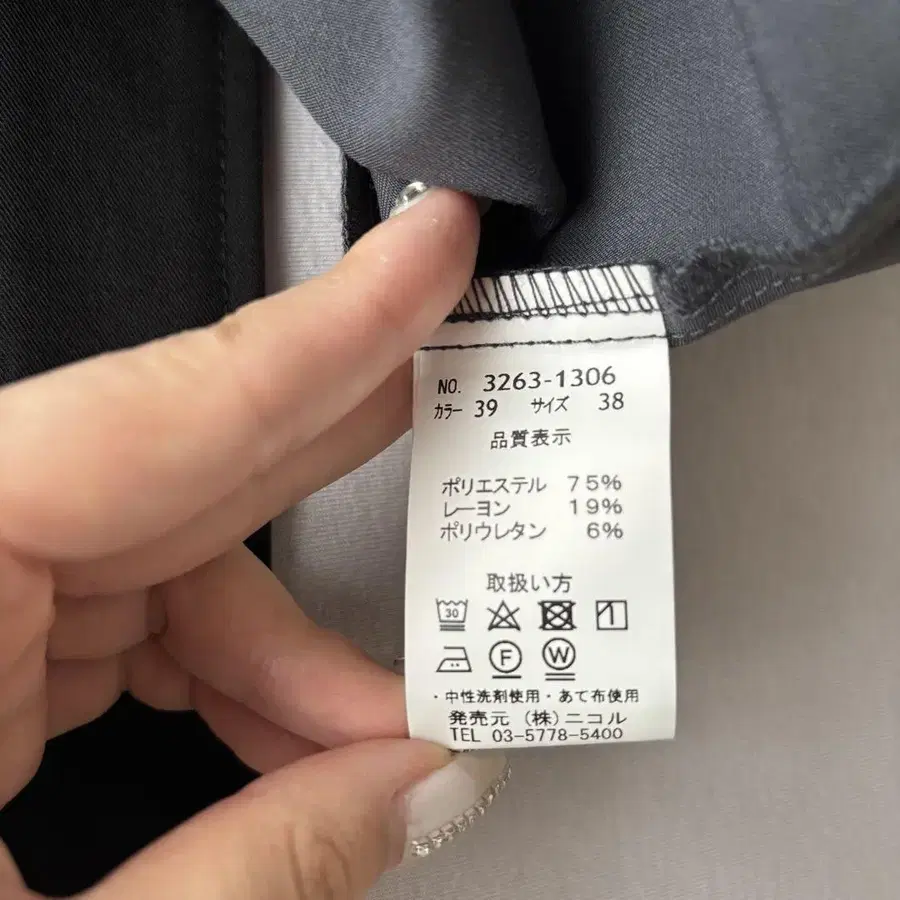 NO. 3263-1306
カラー 39 サイズ 38
品質表示
ポリエステル 75%
レーヨン 19%
ポリウレタン 6%
取扱い方
30
F W
・中性洗剤使用・あて布使用
発売元 (株)ニコル
TEL 03-5778-5400